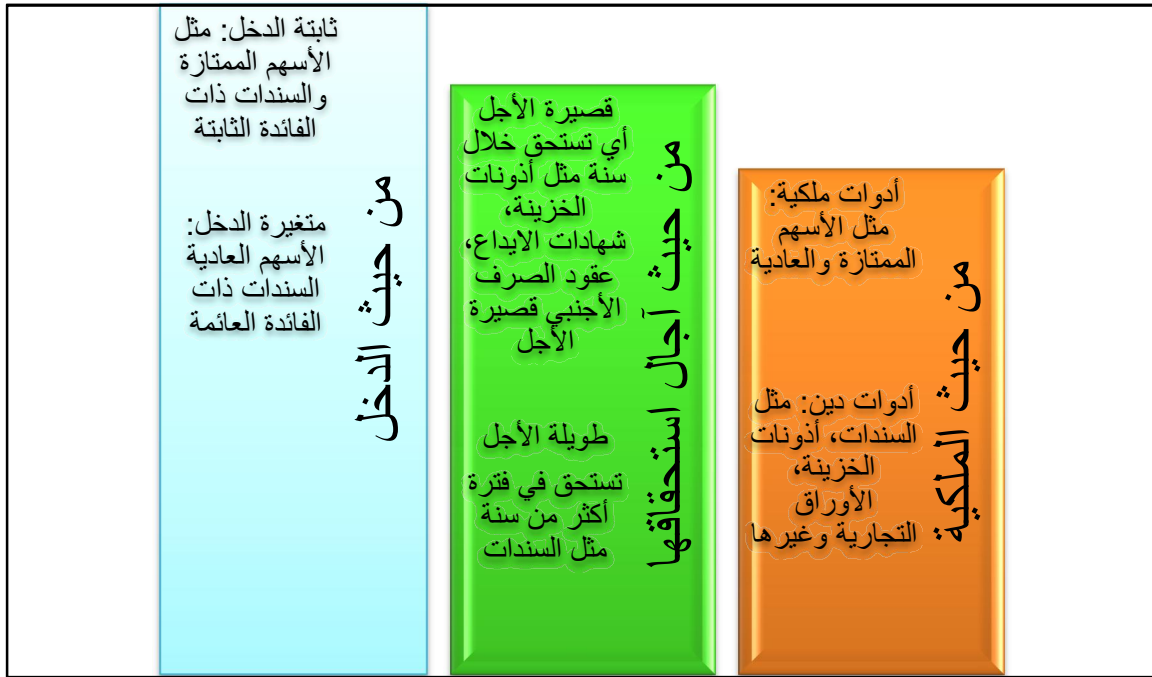 من حيث الملكية
أدوات ملكية:
مثل الأسهم
الممتازة والعادية
أدوات دين: مثل
السندات، أذونات
الخزينة،
الأوراق
التجارية وغيرها
من حيث آجال استحقاقها
قصيرة الأجل
أي تستحق خلال
سنة مثل أذونات
الخزينة،
شهادات الايداع،
عقود الصرف
الأجنبي قصيرة
الأجل
طويلة الأجل
تستحق في فترة
أكثر من سنة
مثل السندات
من حيث الدخل
ثابتة الدخل: مثل
الأسهم الممتازة
والسندات ذات
الفائدة الثابتة
متغيرة الدخل:
الأسهم العادية
السندات ذات
الفائدة العائمة